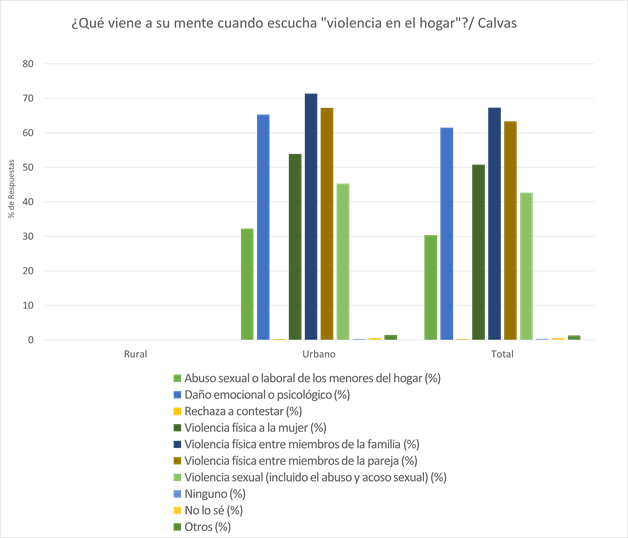 ¿Qué viene a su mente cuando escucha "violencia en el hogar"?/ Calvas
80
70
60
50
40
30
20
10
0
% de Respuestas
Rural
Urbano
Total
Abuso sexual o laboral de los menores del hogar (%)
Daño emocional o psicológico (%)
Rechaza a contestar (%)
Violencia física a la mujer (%)
Violencia física entre miembros de la familia (%)
Violencia física entre miembros de la pareja (%)
Violencia sexual (incluido el abuso y acoso sexual) (%)
Ninguno (%)
No lo sé (%)
Otros (%)